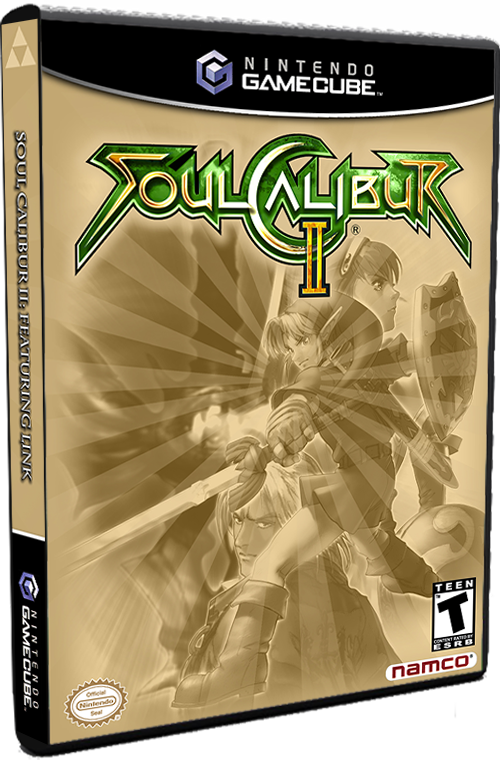 NINTENDO
GAMECUBE™
SOULCALIBUR
II®
SOUL CALIBUR II: FEATURING LINK
NINTENDO
GAMECUBE
TEEN
T
CONTENT RATED BY
ESRB
namco®
Official
Nintendo
Seal